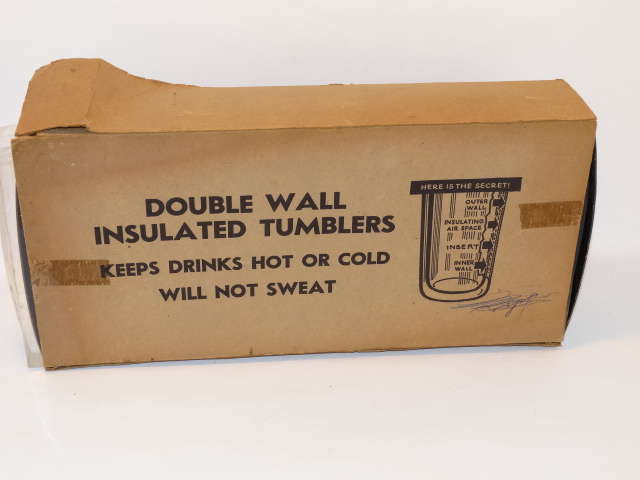 DOUBLE WALL
INSULATED TUMBLERS
KEEPS DRINKS HOT OR COLD
WILL NOT SWEAT
HERE IS THE SECRET!
OUTER
WALL
INSULATING
AIR SPACE
INSERT
INNER
WALL